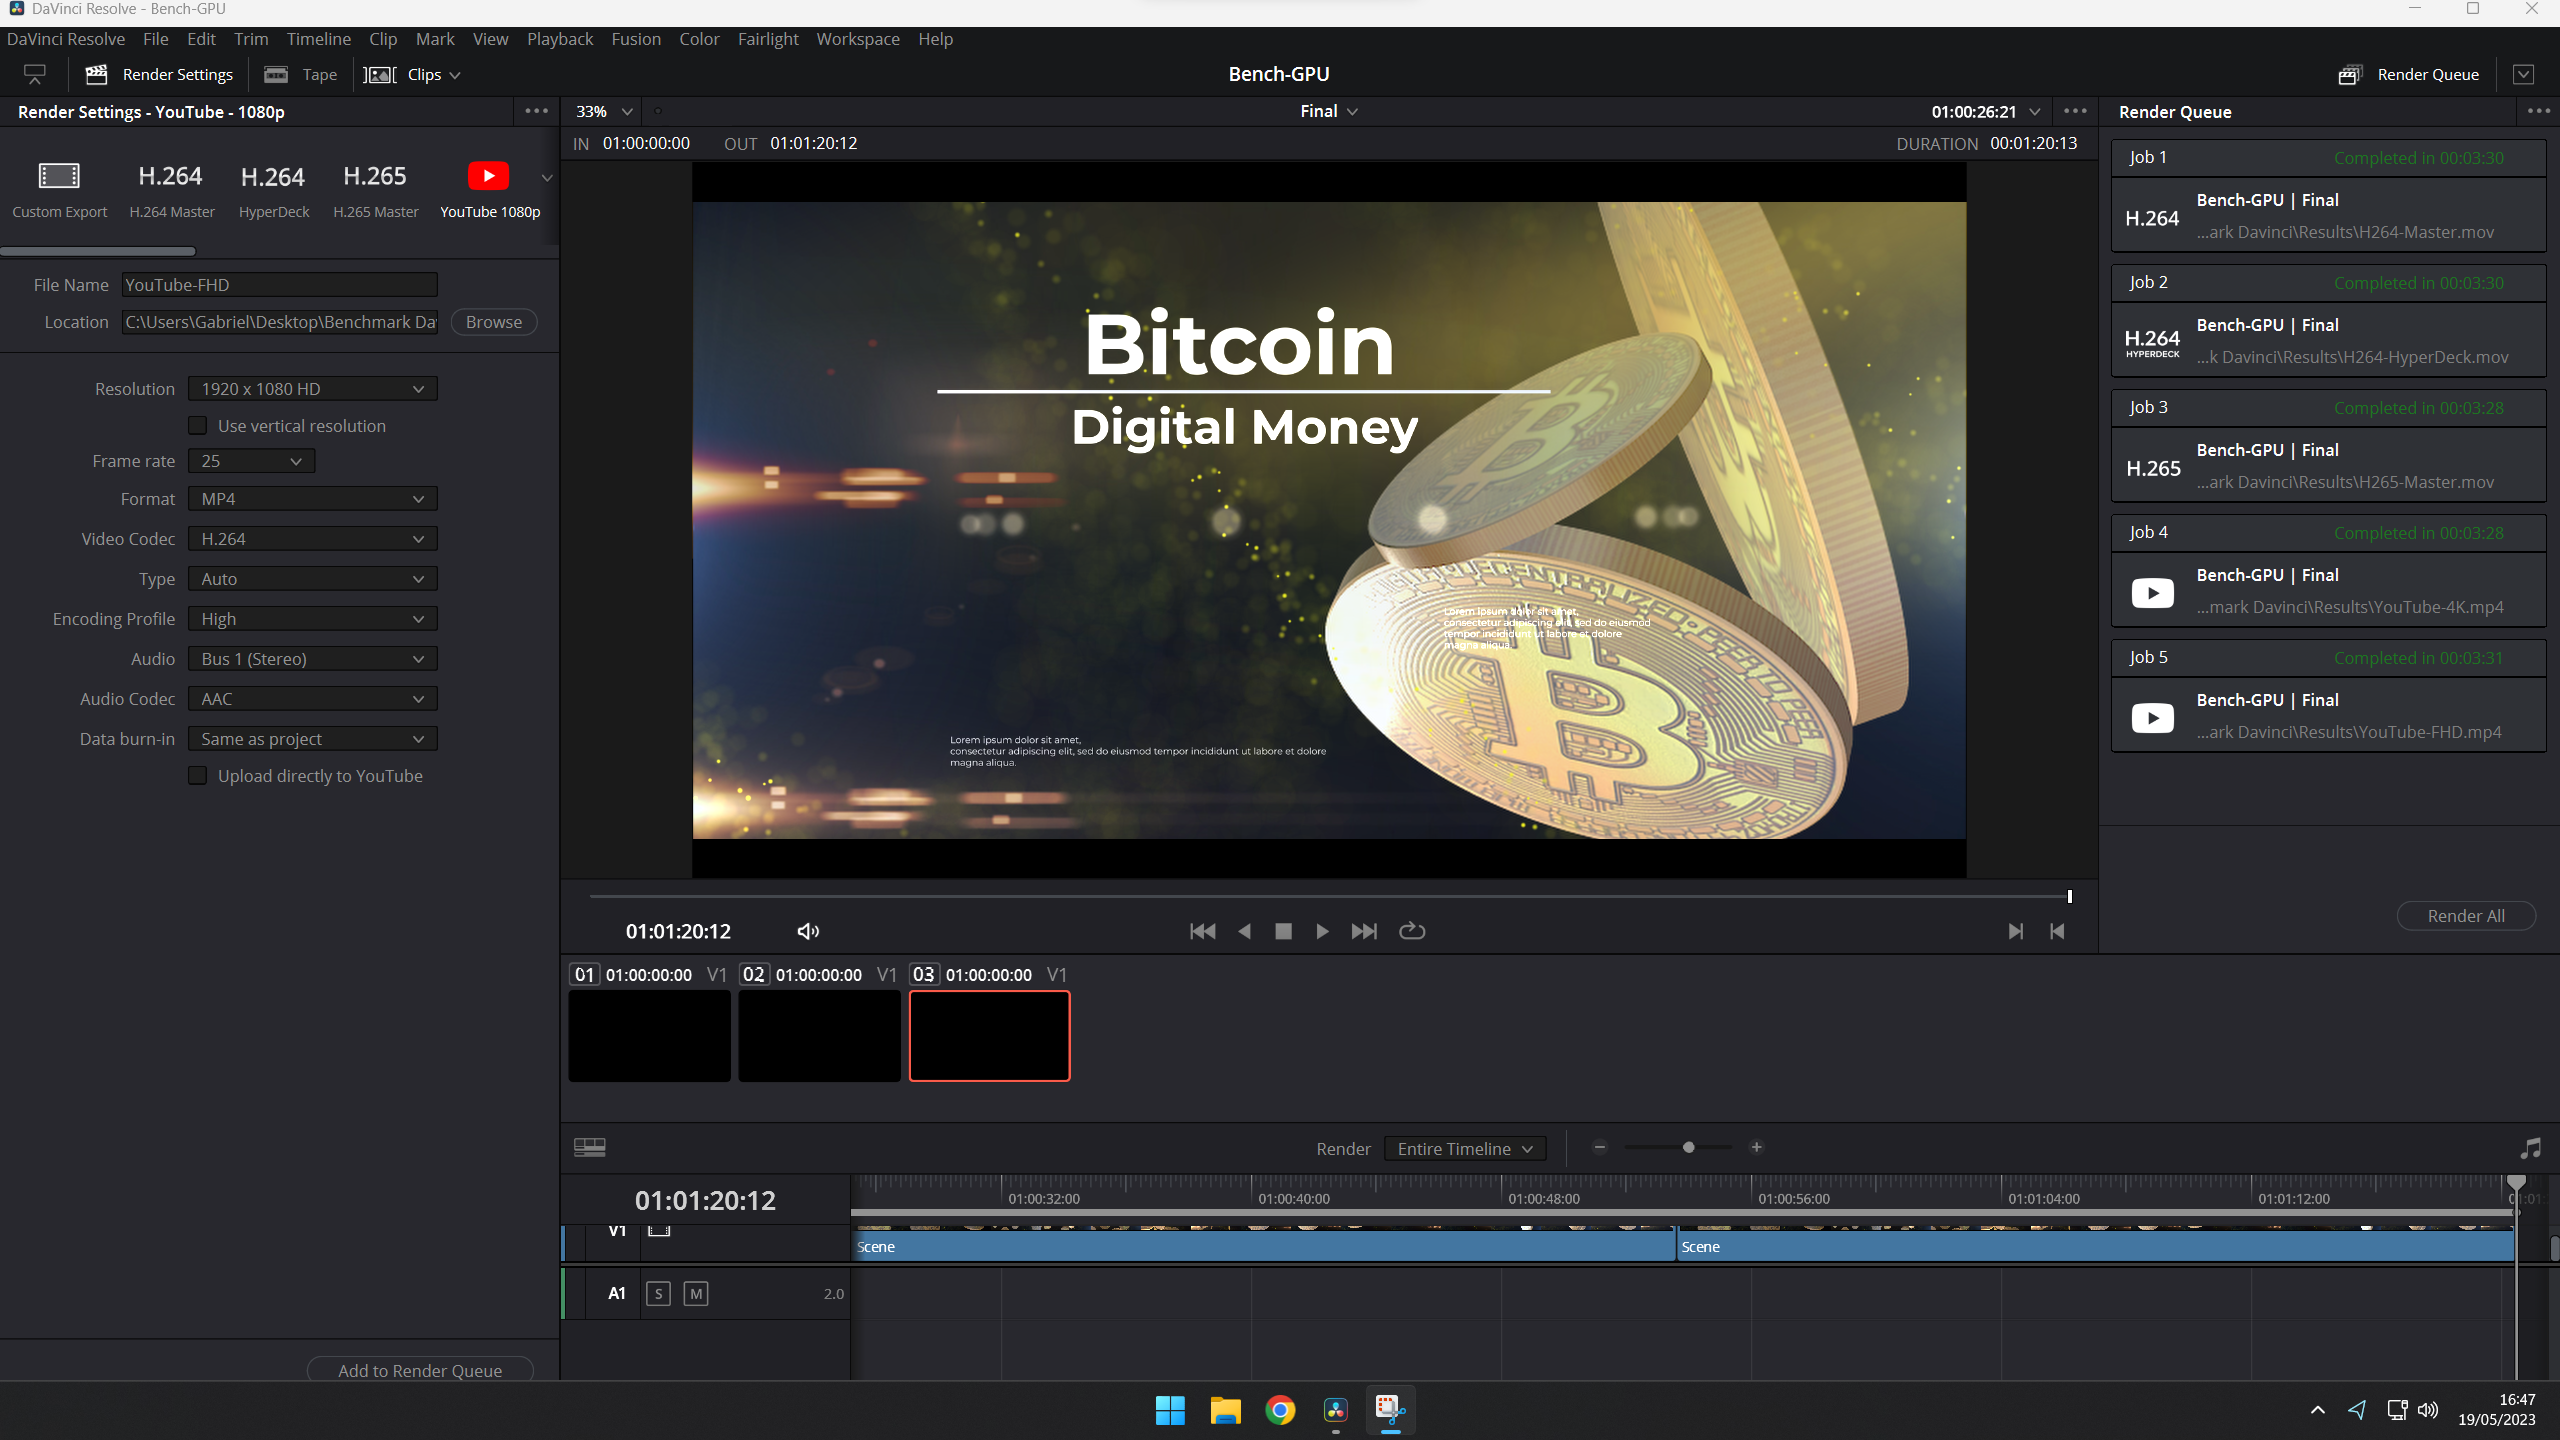 DaVinci Resolve - Bench-GPU
DaVinci Resolve File Edit Trim Timeline Clip Mark View Playback Fusion Color Fairlight Workspace Help
Render Settings Tape Clips Bench-GPU Render Queue
Render Settings - YouTube - 1080p
33% Final 01:00:26:21
Render Queue
IN 01:00:00:00 OUT 01:01:20:12 DURATION 00:01:20:13
H.264 H.264 H.265
Custom Export H.264 Master HyperDeck H.265 Master YouTube 1080p
File Name YouTube-FHD
Location C:\Users\Gabriel\Desktop\Benchmark Da Browse
Resolution 1920 x 1080 HD
Use vertical resolution
Frame rate 25
Format MP4
Video Codec H.264
Type Auto
Encoding Profile High
Audio Bus 1 (Stereo)
Audio Codec AAC
Data burn-in Same as project
Upload directly to YouTube
Add to Render Queue
Bitcoin
Digital Money
Lorem ipsum dolor sit amet,
consectetur adipiscing elit, sed do eiusmod
tempor incididunt ut labore et dolore
magna aliqua.
Lorem ipsum dolor sit amet,
consectetur adipiscing elit, sed do eiusmod tempor incididunt ut labore et dolore
magna aliqua.
Job 1 Completed in 00:03:30
H.264
Bench-GPU | Final
...ark Davinci\Results\H264-Master.mov
Job 2 Completed in 00:03:30
H.264
HYPERDECK
Bench-GPU | Final
...k Davinci\Results\H264-HyperDeck.mov
Job 3 Completed in 00:03:28
H.265
Bench-GPU | Final
...ark Davinci\Results\H265-Master.mov
Job 4 Completed in 00:03:28
Bench-GPU | Final
...mark Davinci\Results\YouTube-4K.mp4
Job 5 Completed in 00:03:31
Bench-GPU | Final
...ark Davinci\Results\YouTube-FHD.mp4
Render All
01:01:20:12
01 01:00:00:00 V1 02 01:00:00:00 V1 03 01:00:00:00 V1
Render Entire Timeline
01:01:20:12
01:00:32:00 01:00:40:00 01:00:48:00 01:00:56:00 01:01:04:00 01:01:12:00
V1
Scene Scene
A1 S M 2.0
16:47
19/05/2023